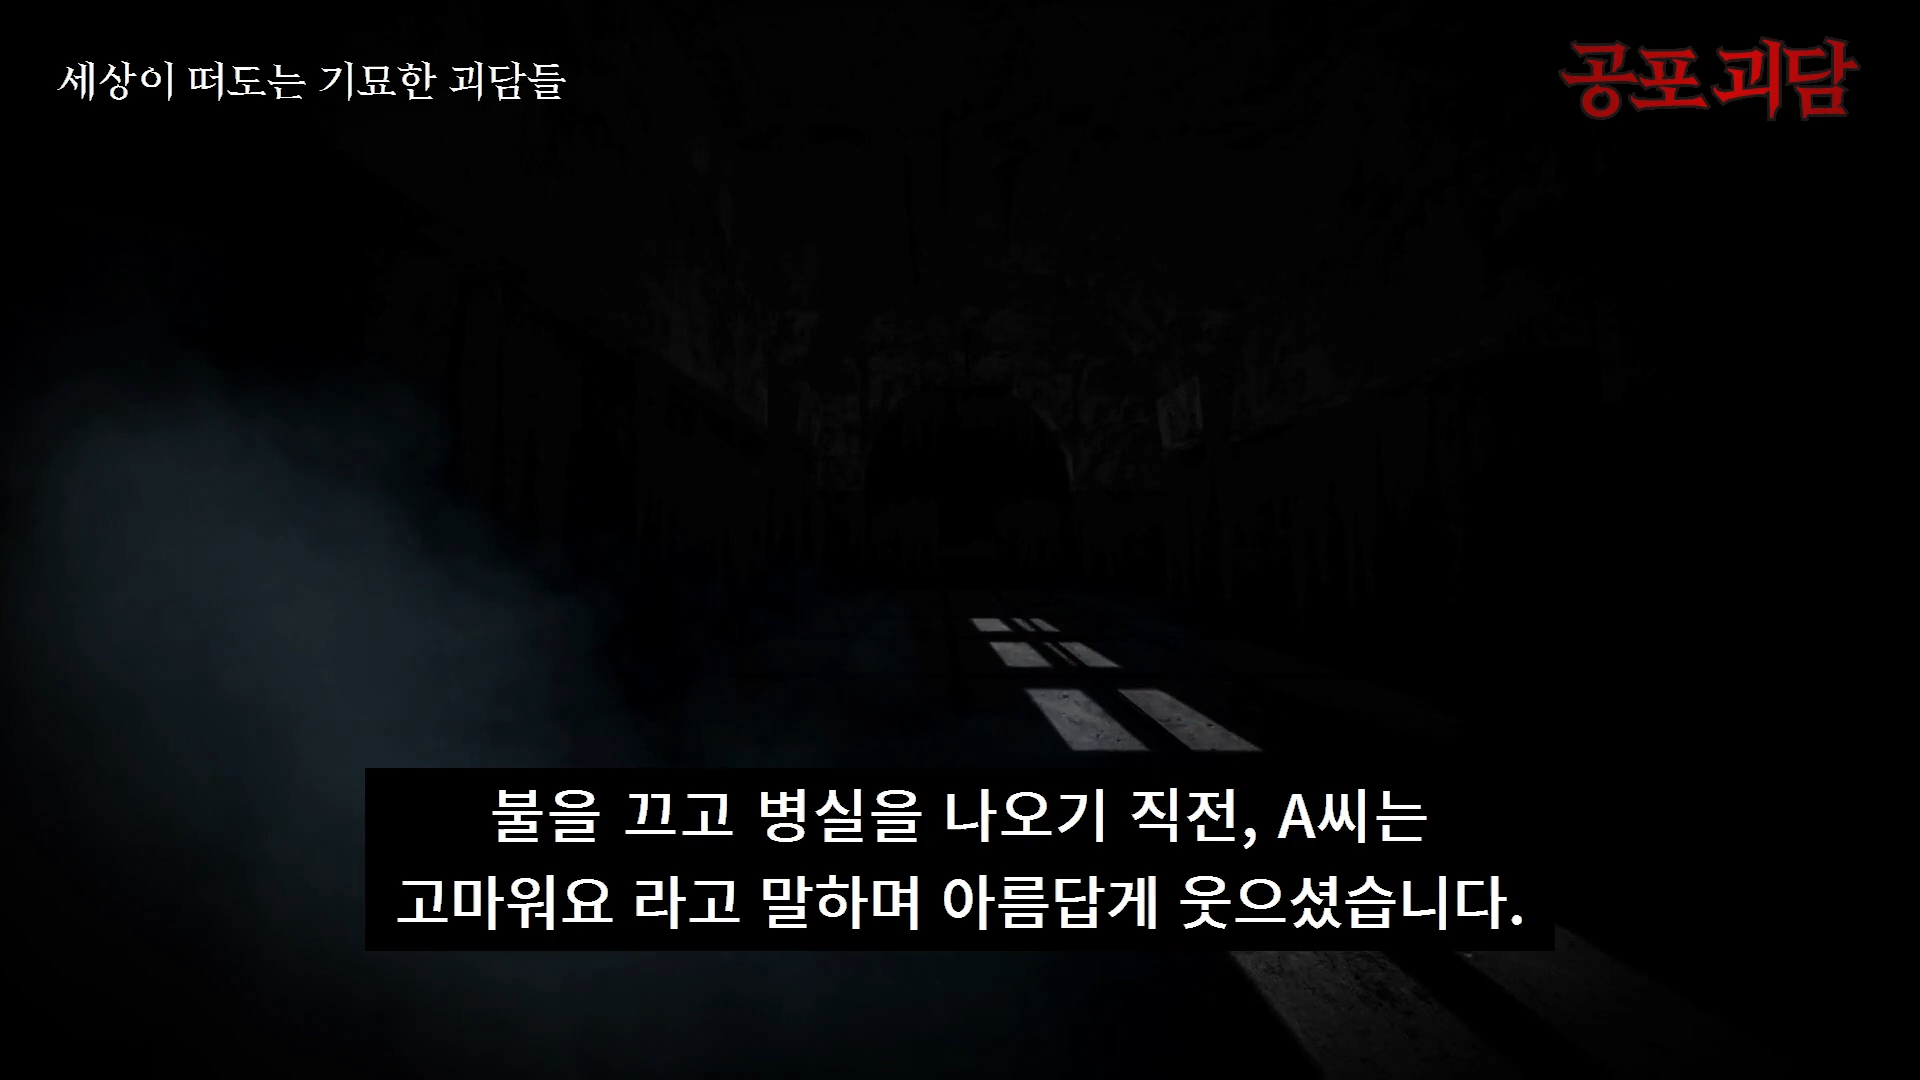 세상이 떠도는 기묘한 괴담들
공포괴담
불을 끄고 병실을 나오기 직전, A씨는
고마워요 라고 말하며 아름답게 웃으셨습니다.